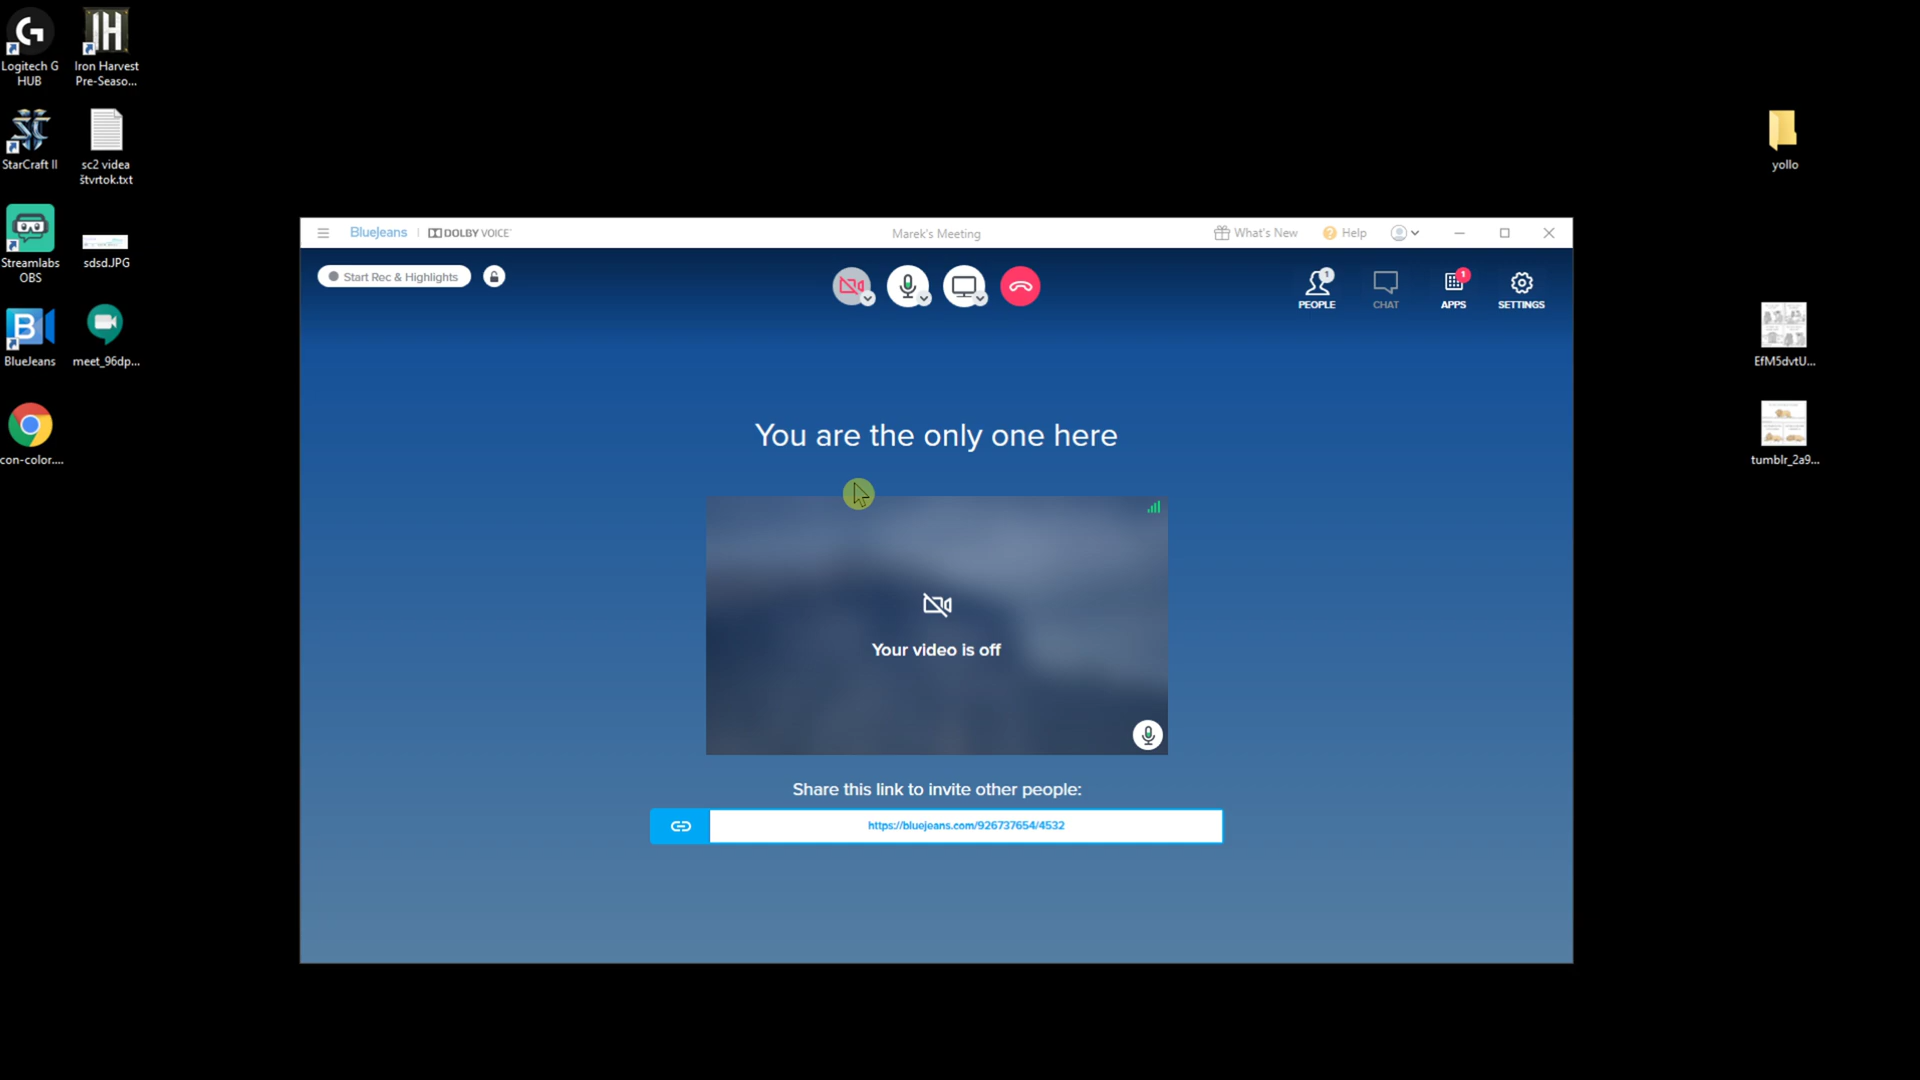 Logitech G
HUB
Iron Harvest
Pre-Seaso...
StarCraft II
sc2 videa
štvrtok.txt
Streamlabs
OBS
sdsd.JPG
BlueJeans
meet_96dp...
con-color....
yollo
EfM5dvtU...
tumblr_2a9...
BlueJeans
DOLBY VOICE
Marek's Meeting
What's New
Help
Start Rec & Highlights
1
PEOPLE
CHAT
1
APPS
SETTINGS
You are the only one here
Your video is off
Share this link to invite other people:
https://bluejeans.com/926737654/4532